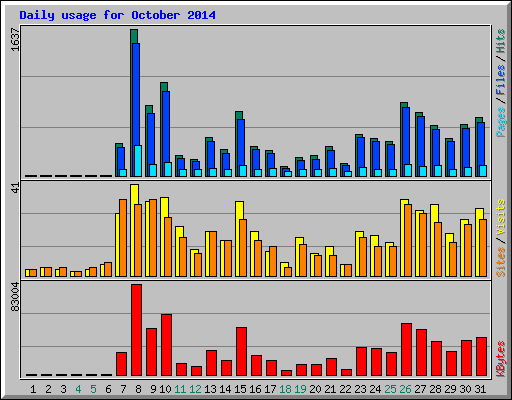 Daily usage for October 2014
1637
Pages / Files / Hits
41
Sites / Visits
83004
KBytes
1 2 3 4 5 6 7 8 9 10 11 12 13 14 15 16 17 18 19 20 21 22 23 24 25 26 27 28 29 30 31